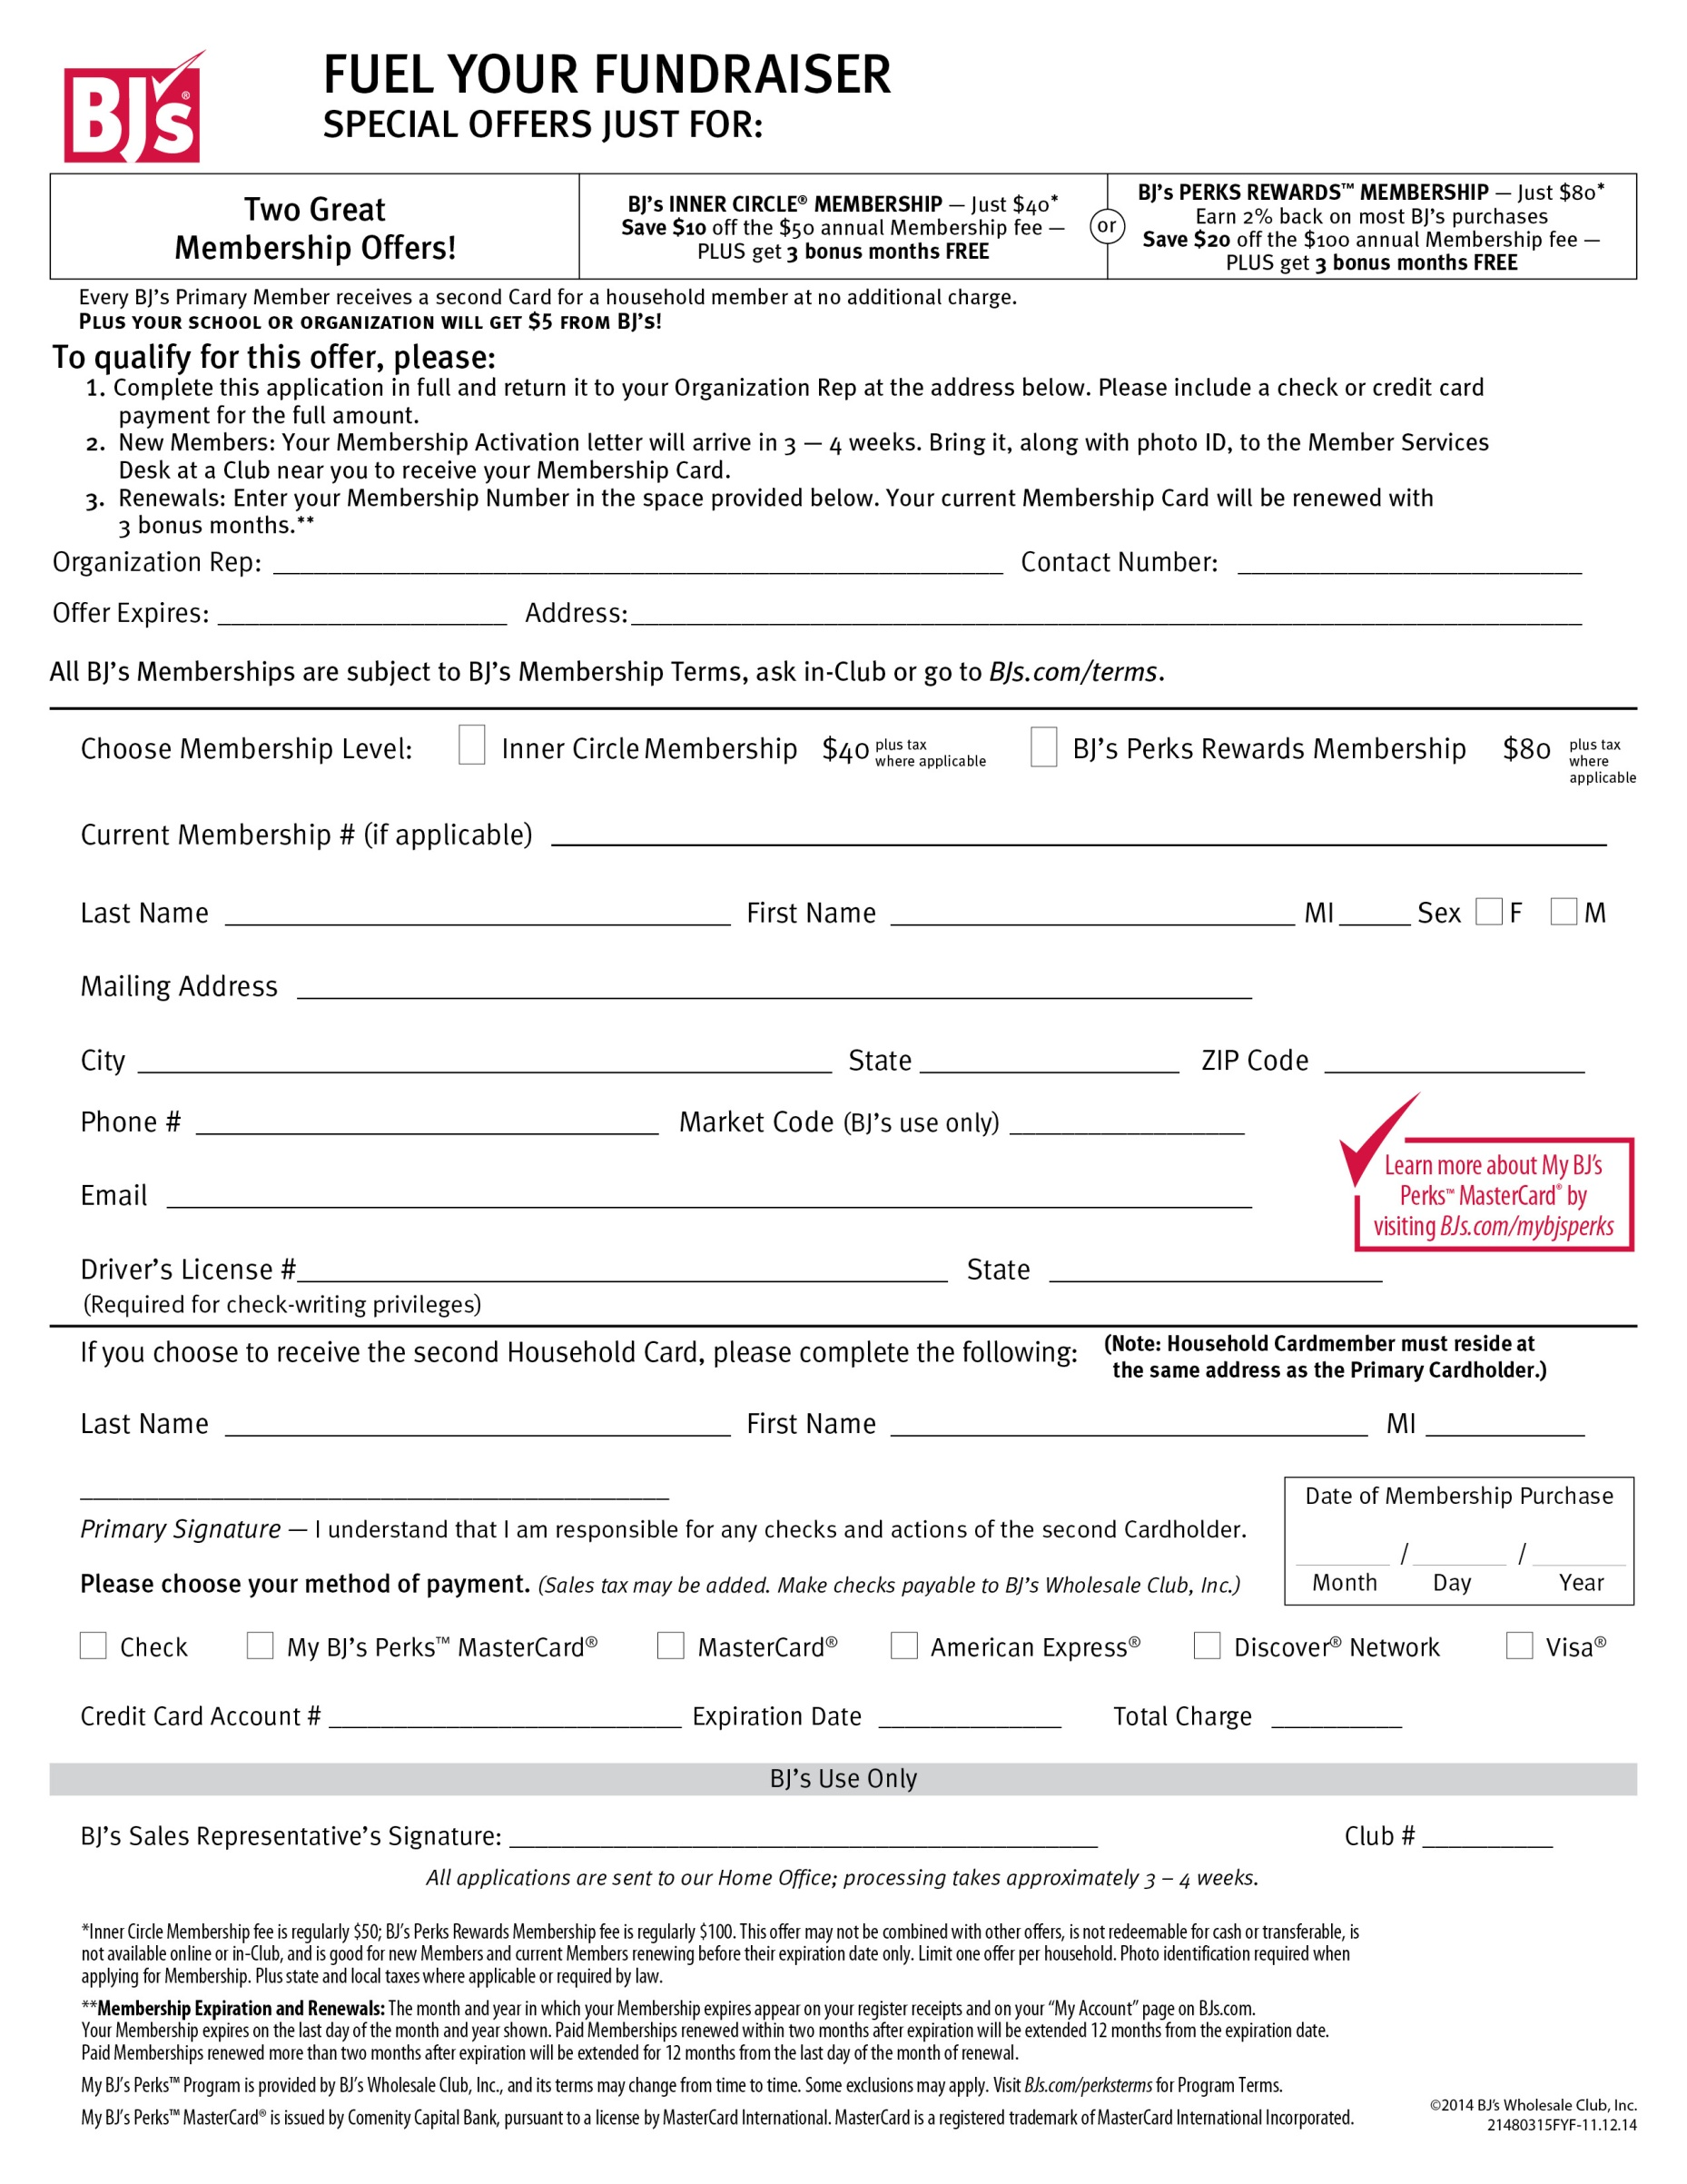 BJ's®
FUEL YOUR FUNDRAISER
SPECIAL OFFERS JUST FOR:
Two Great
Membership Offers!
BJ's INNER CIRCLE® MEMBERSHIP — Just $40*
Save $10 off the $50 annual Membership fee —
PLUS get 3 bonus months FREE
or
BJ's PERKS REWARDS™ MEMBERSHIP — Just $80*
Earn 2% back on most BJ's purchases
Save $20 off the $100 annual Membership fee —
PLUS get 3 bonus months FREE
Every BJ's Primary Member receives a second Card for a household member at no additional charge.
PLUS YOUR SCHOOL OR ORGANIZATION WILL GET $5 FROM BJ'S!
To qualify for this offer, please:
1. Complete this application in full and return it to your Organization Rep at the address below. Please include a check or credit card
payment for the full amount.
2. New Members: Your Membership Activation letter will arrive in 3 — 4 weeks. Bring it, along with photo ID, to the Member Services
Desk at a Club near you to receive your Membership Card.
3. Renewals: Enter your Membership Number in the space provided below. Your current Membership Card will be renewed with
3 bonus months.**
Organization Rep: ____ Contact Number: ____
Offer Expires: ____ Address: ____
All BJ's Memberships are subject to BJ's Membership Terms, ask in-Club or go to BJs.com/terms.
Choose Membership Level: Inner Circle Membership $40 plus tax where applicable BJ's Perks Rewards Membership $80 plus tax where applicable
Current Membership # (if applicable) ____
Last Name ____ First Name ____ MI ____ Sex F M
Mailing Address ____
City ____ State ____ ZIP Code ____
Phone # ____ Market Code (BJ's use only) ____
Learn more about My BJ's
Perks™ MasterCard® by
visiting BJs.com/mybjsperks
Email ____
Driver's License # ____ State ____
(Required for check-writing privileges)
If you choose to receive the second Household Card, please complete the following: (Note: Household Cardmember must reside at
the same address as the Primary Cardholder.)
Last Name ____ First Name ____ MI ____
Primary Signature — I understand that I am responsible for any checks and actions of the second Cardholder.
Date of Membership Purchase
/ /
Month Day Year
Please choose your method of payment. (Sales tax may be added. Make checks payable to BJ's Wholesale Club, Inc.)
Check My BJ's Perks™ MasterCard® MasterCard® American Express® Discover® Network Visa®
Credit Card Account # ____ Expiration Date ____ Total Charge ____
BJ's Use Only
BJ's Sales Representative's Signature: ____ Club # ____
All applications are sent to our Home Office; processing takes approximately 3 – 4 weeks.
*Inner Circle Membership fee is regularly $50; BJ's Perks Rewards Membership fee is regularly $100. This offer may not be combined with other offers, is not redeemable for cash or transferable, is
not available online or in-Club, and is good for new Members and current Members renewing before their expiration date only. Limit one offer per household. Photo identification required when
applying for Membership. Plus state and local taxes where applicable or required by law.
**Membership Expiration and Renewals: The month and year in which your Membership expires appear on your register receipts and on your "My Account" page on BJs.com.
Your Membership expires on the last day of the month and year shown. Paid Memberships renewed within two months after expiration will be extended 12 months from the expiration date.
Paid Memberships renewed more than two months after expiration will be extended for 12 months from the last day of the month of renewal.
My BJ's Perks™ Program is provided by BJ's Wholesale Club, Inc., and its terms may change from time to time. Some exclusions may apply. Visit BJs.com/perksterms for Program Terms.
My BJ's Perks™ MasterCard® is issued by Comenity Capital Bank, pursuant to a license by MasterCard International. MasterCard is a registered trademark of MasterCard International Incorporated.
©2014 BJ's Wholesale Club, Inc.
21480315FYF-11.12.14